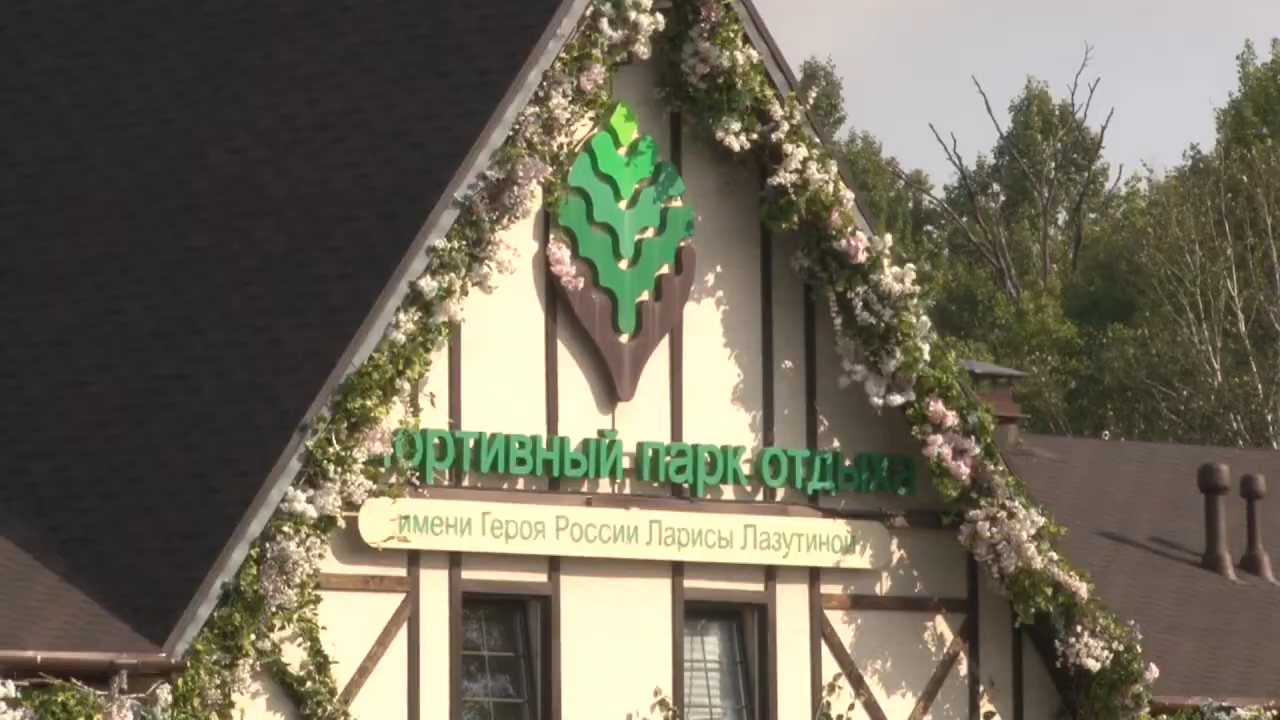 ортивный парк отдыха
имени Героя России Ларисы Лазутиной